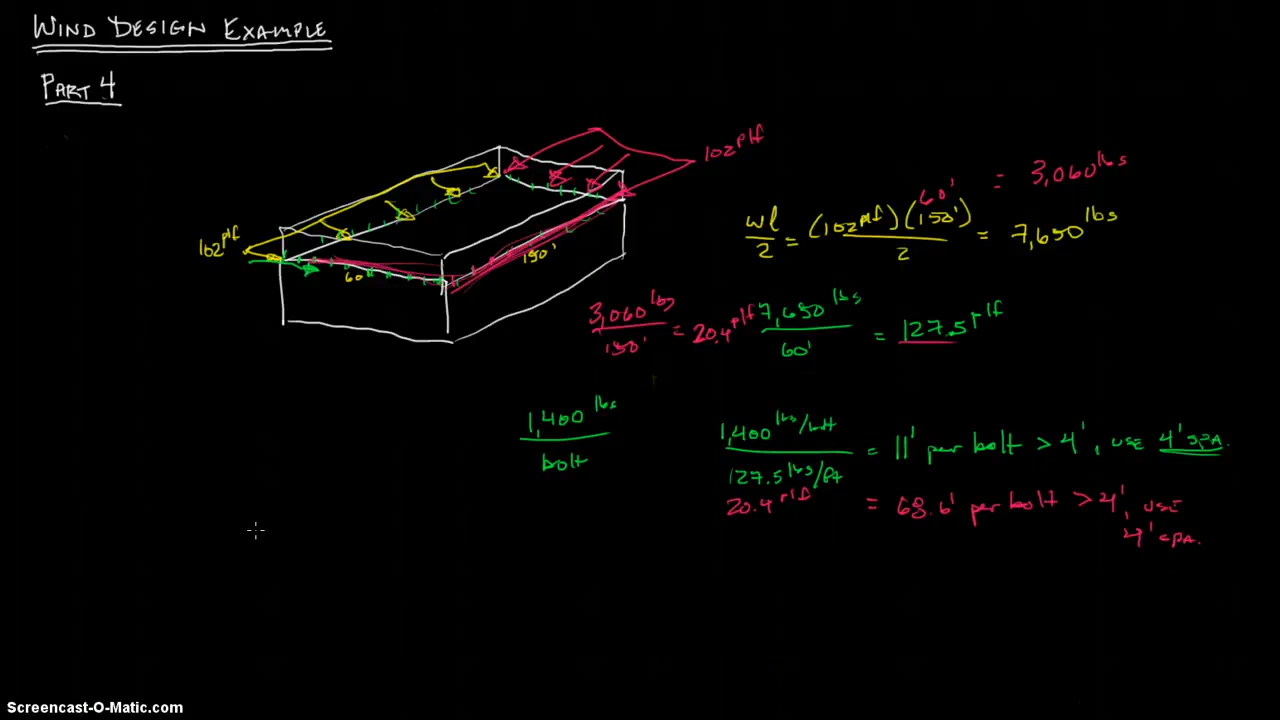 WIND DESIGN EXAMPLE
PART 4
102 plf
102 plf
60'
150'
wl/2 = (102 plf)(150')/2 = 7,650 lbs
60' = 3,060 lbs
3,060 lbs/150' = 20.4 plf
7,650 lbs/60' = 127.5 plf
1,400 lbs/bolt
1,400 lbs/bolt / 127.5 lbs/ft = 11' per bolt > 4', USE 4' SPA.
20.4 plf = 68.6' per bolt > 4', USE
4' SPA.
Screencast-O-Matic.com